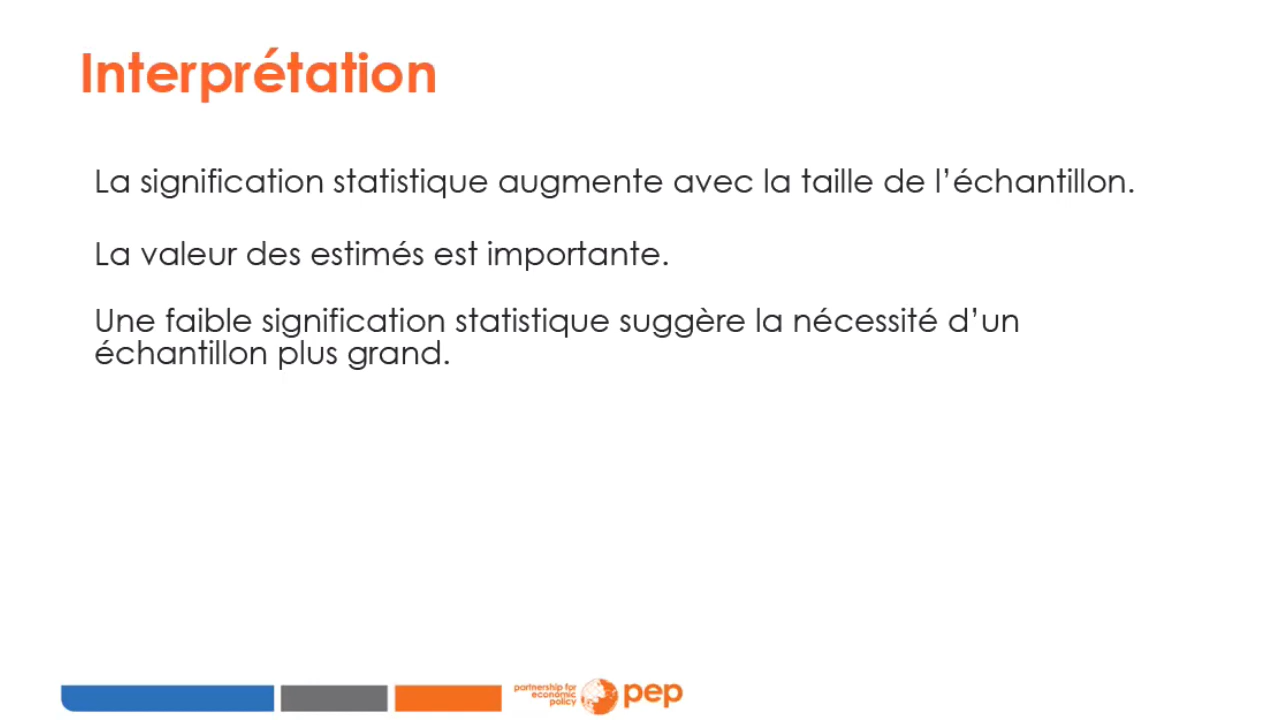 Interprétation
La signification statistique augmente avec la taille de l’échantillon.
La valeur des estimés est importante.
Une faible signification statistique suggère la nécessité d’un
échantillon plus grand.
partnership for
economic
policy
pep